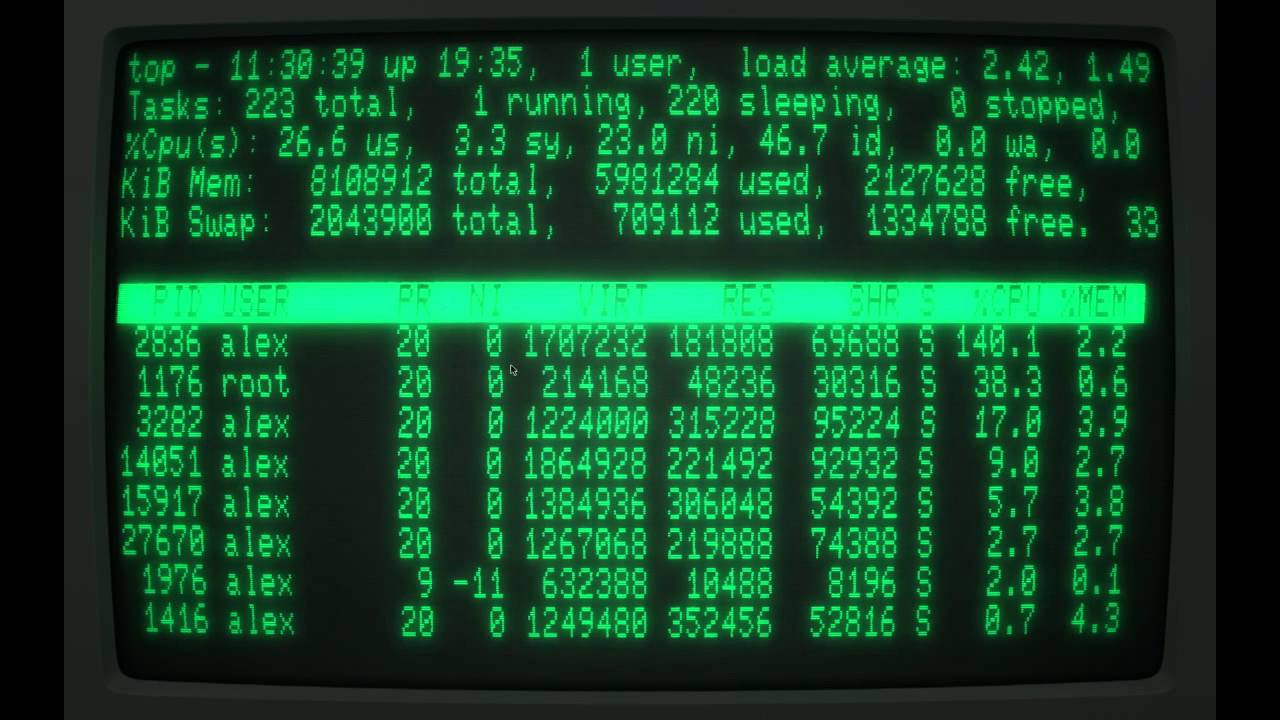 top - 11:30:39 up 19:35,  1 user,  load average: 2.42, 1.49
Tasks: 223 total,   1 running, 220 sleeping,   0 stopped,
%Cpu(s): 26.6 us,  3.3 sy, 23.0 ni, 46.7 id,  0.0 wa,  0.0
KiB Mem:   8108912 total,  5981284 used,  2127628 free,
KiB Swap:  2043900 total,   709112 used,  1334788 free.  33
PID USER PR NI VIRT RES SHR S %CPU %MEM
2836 alex 20 0 1707232 181808 69688 S 140.1 2.2
1176 root 20 0 214168 48236 30316 S 38.3 0.6
3282 alex 20 0 1224000 315228 95224 S 17.0 3.9
14051 alex 20 0 1864928 221492 92932 S 9.0 2.7
15917 alex 20 0 1384936 306048 54392 S 5.7 3.8
27670 alex 20 0 1267068 219888 74388 S 2.7 2.7
1976 alex 9 -11 632388 10488 8196 S 2.0 0.1
1416 alex 20 0 1249480 352456 52816 S 0.7 4.3